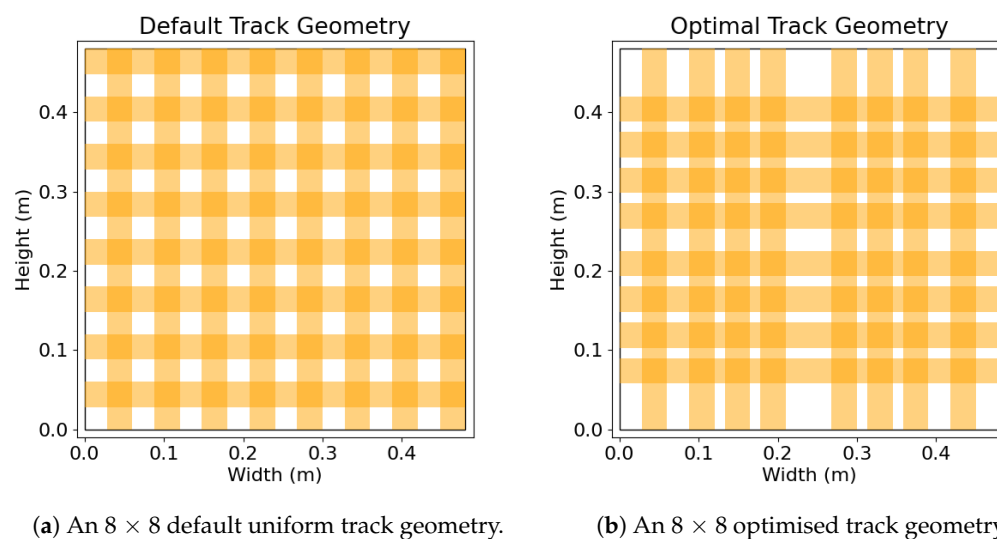 Default Track Geometry
Optimal Track Geometry
Height (m)
0.4
0.3
0.2
0.1
0.0
0.0 0.1 0.2 0.3 0.4
Width (m)
Height (m)
0.4
0.3
0.2
0.1
0.0
0.0 0.1 0.2 0.3 0.4
Width (m)
(a) An 8 × 8 default uniform track geometry.
(b) An 8 × 8 optimised track geometry